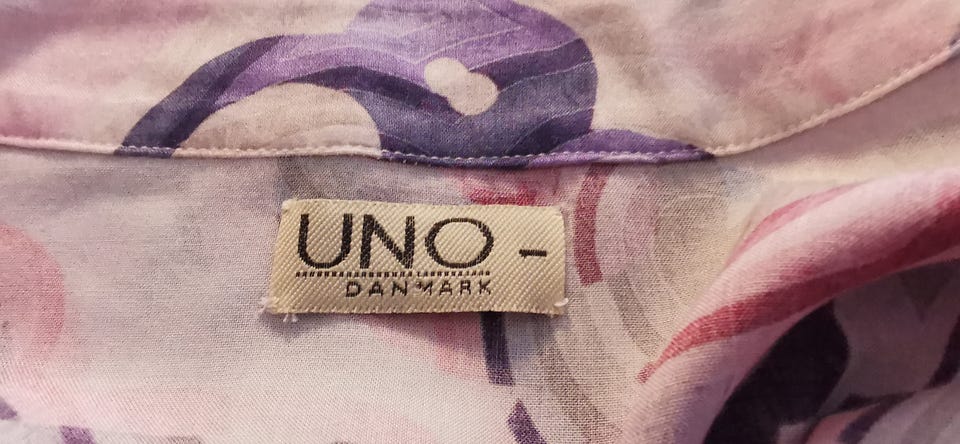 UNO –
DANMARK